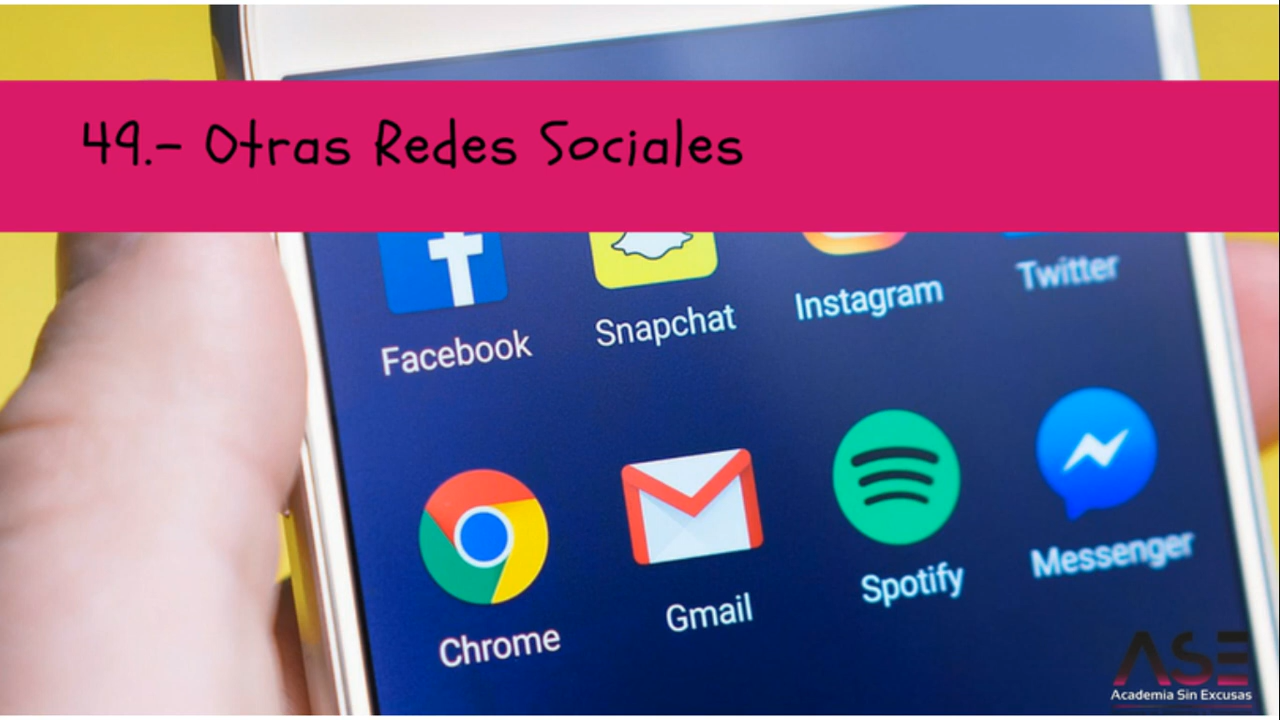 49.- Otras Redes Sociales
Facebook
Snapchat
Instagram
Twitter
Chrome
Gmail
Spotify
Messenger
ASE
Academia Sin Excusas